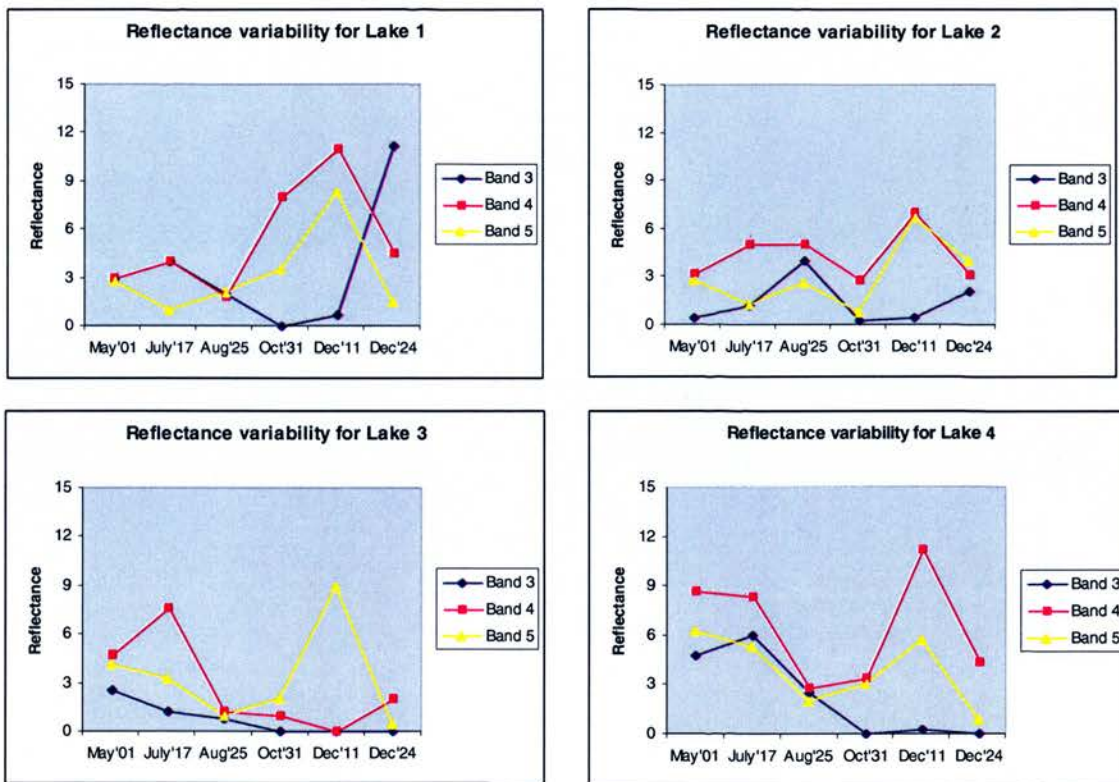 Reflectance variability for Lake 1
15
12
9
6
3
0
Reflectance
May'01 July'17 Aug'25 Oct'31 Dec'11 Dec'24
Band 3
Band 4
Band 5
Reflectance variability for Lake 2
15
12
9
6
3
0
Reflectance
May'01 July'17 Aug'25 Oct'31 Dec'11 Dec'24
Band 3
Band 4
Band 5
Reflectance variability for Lake 3
15
12
9
6
3
0
Reflectance
May'01 July'17 Aug'25 Oct'31 Dec'11 Dec'24
Band 3
Band 4
Band 5
Reflectance variability for Lake 4
15
12
9
6
3
0
Reflectance
May'01 July'17 Aug'25 Oct'31 Dec'11 Dec'24
Band 3
Band 4
Band 5